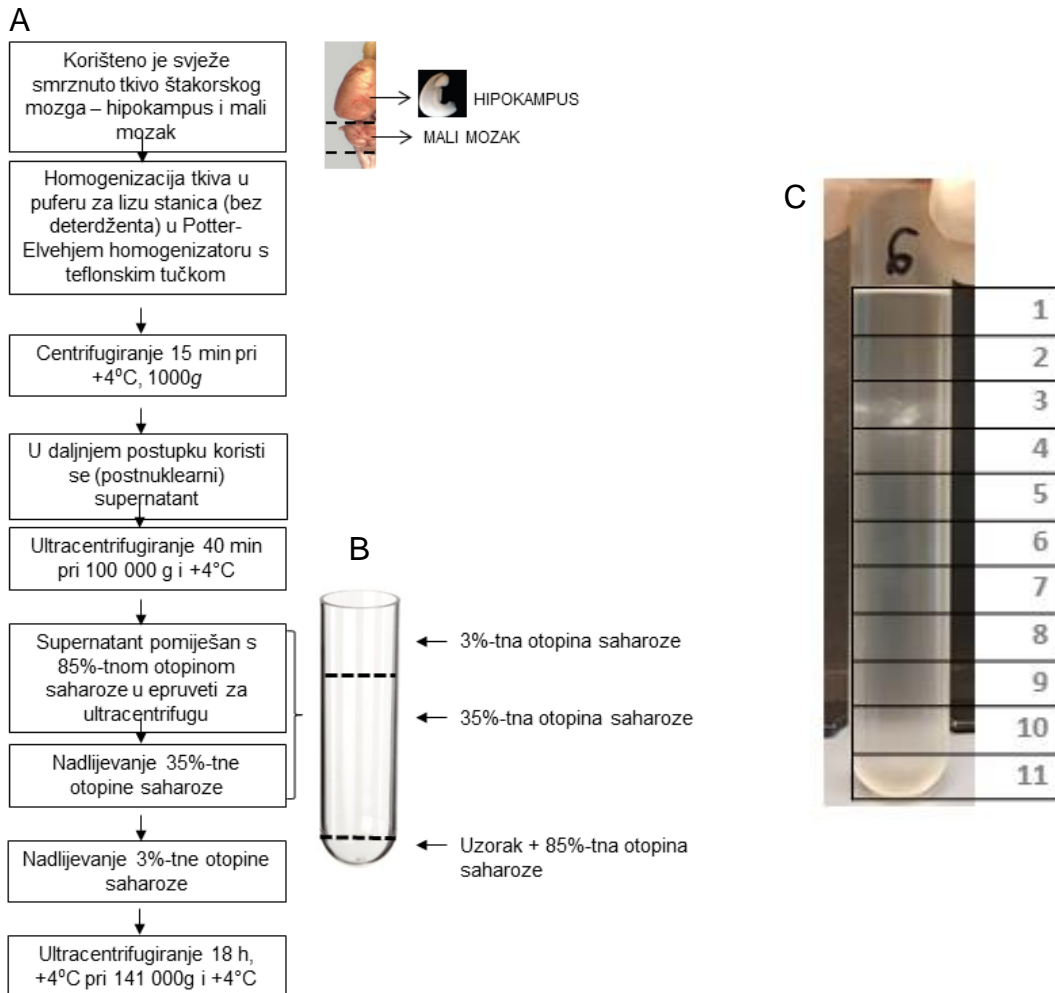 A
Korišteno je svježe
smrznuto tkivo štakorskog
mozga – hipokampus i mali
mozak
HIPOKAMPUS
MALI MOZAK
Homogenizacija tkiva u
puferu za lizu stanica (bez
deterdženta) u Potter-
Elvehjem homogenizatoru s
teflonskim tučkom
Centrifugiranje 15 min pri
+4⁰C, 1000g
U daljnjem postupku koristi
se (postnuklearni)
supernatant
Ultracentrifugiranje 40 min
pri 100 000 g i +4°C
Supernatant pomiješan s
85%-tnom otopinom
saharoze u epruveti za
ultracentrifugu
Nadlijevanje 35%-tne
otopine saharoze
Nadlijevanje 3%-tne otopine
saharoze
Ultracentrifugiranje 18 h,
+4⁰C pri 141 000g i +4°C
B
3%-tna otopina saharoze
35%-tna otopina saharoze
Uzorak + 85%-tna otopina
saharoze
C
1
2
3
4
5
6
7
8
9
10
11